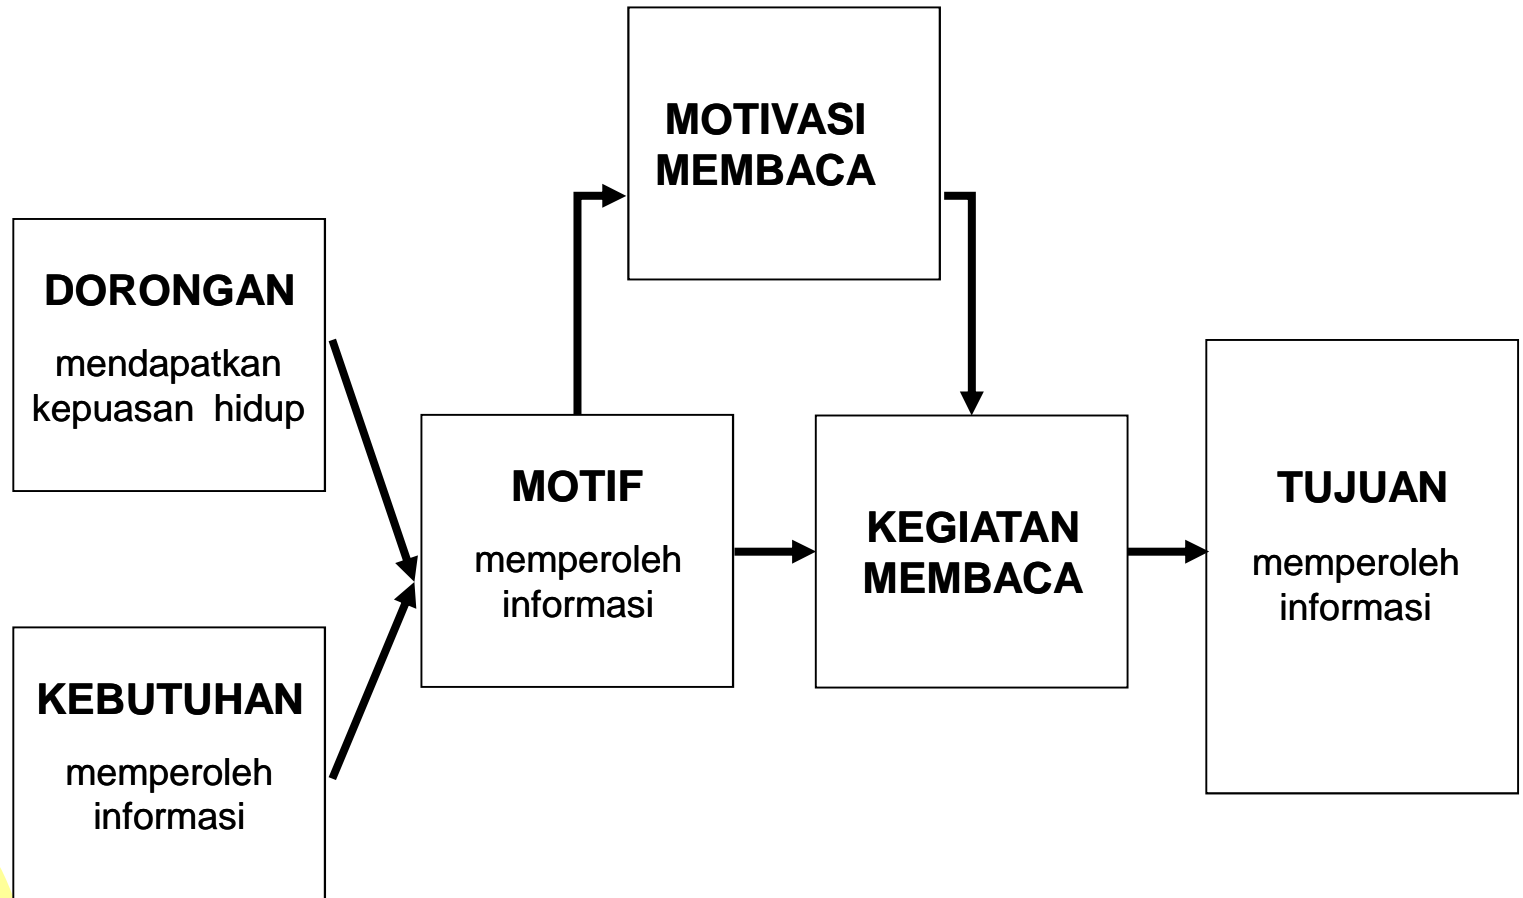 MOTIVASI
MEMBACA
DORONGAN
mendapatkan
kepuasan hidup
MOTIF
memperoleh
informasi
KEGIATAN
MEMBACA
TUJUAN
memperoleh
informasi
KEBUTUHAN
memperoleh
informasi